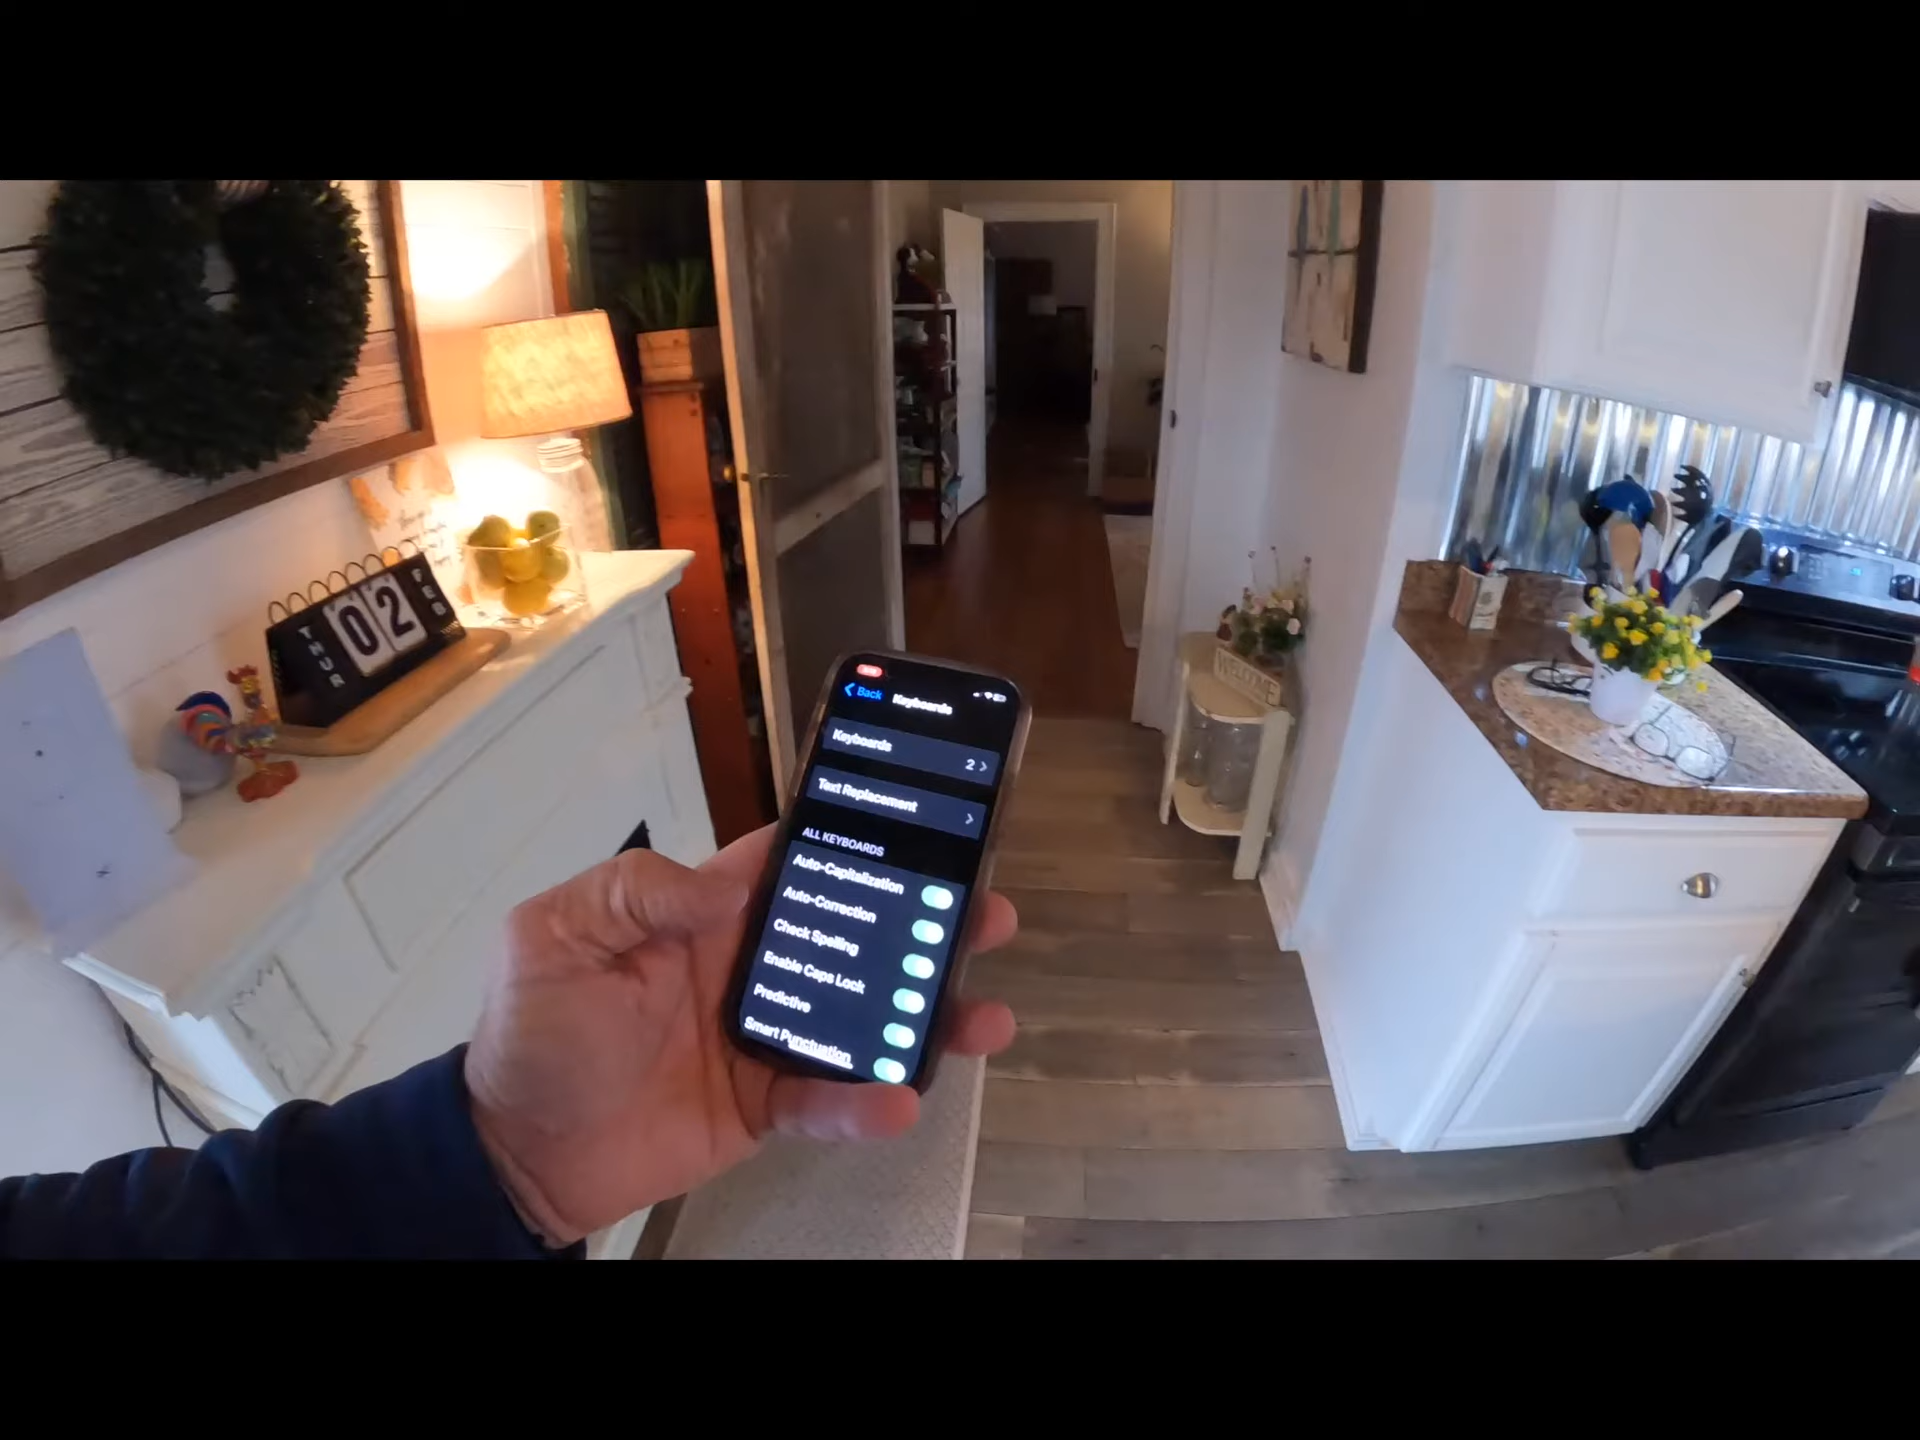 THUR
02
FEB
WELCOME
Back
Keyboards
Keyboards
2
Text Replacement
ALL KEYBOARDS
Auto-Capitalization
Auto-Correction
Check Spelling
Enable Caps Lock
Predictive
Smart Punctuation